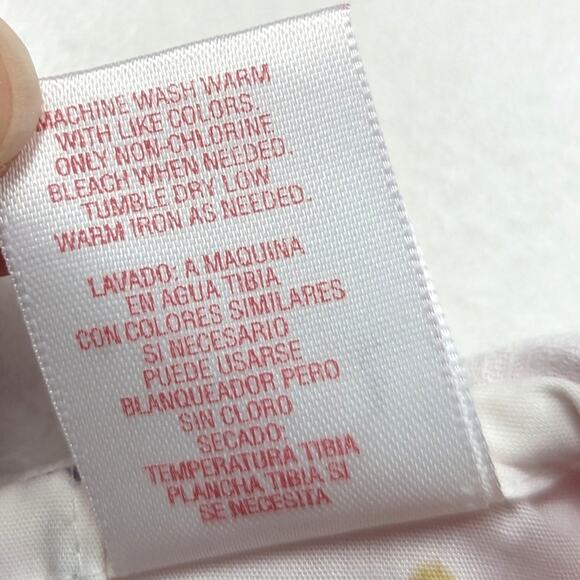 MACHINE WASH WARM
WITH LIKE COLORS.
ONLY NON-CHLORINE
BLEACH WHEN NEEDED.
TUMBLE DRY LOW
WARM IRON AS NEEDED.
LAVADO: A MAQUINA
EN AGUA TIBIA
CON COLORES SIMILARES
SI NECESARIO
PUEDE USARSE
BLANQUEADOR PERO
SIN CLORO
SECADO:
TEMPERATURA TIBIA
PLANCHA TIBIA SI
SE NECESITA